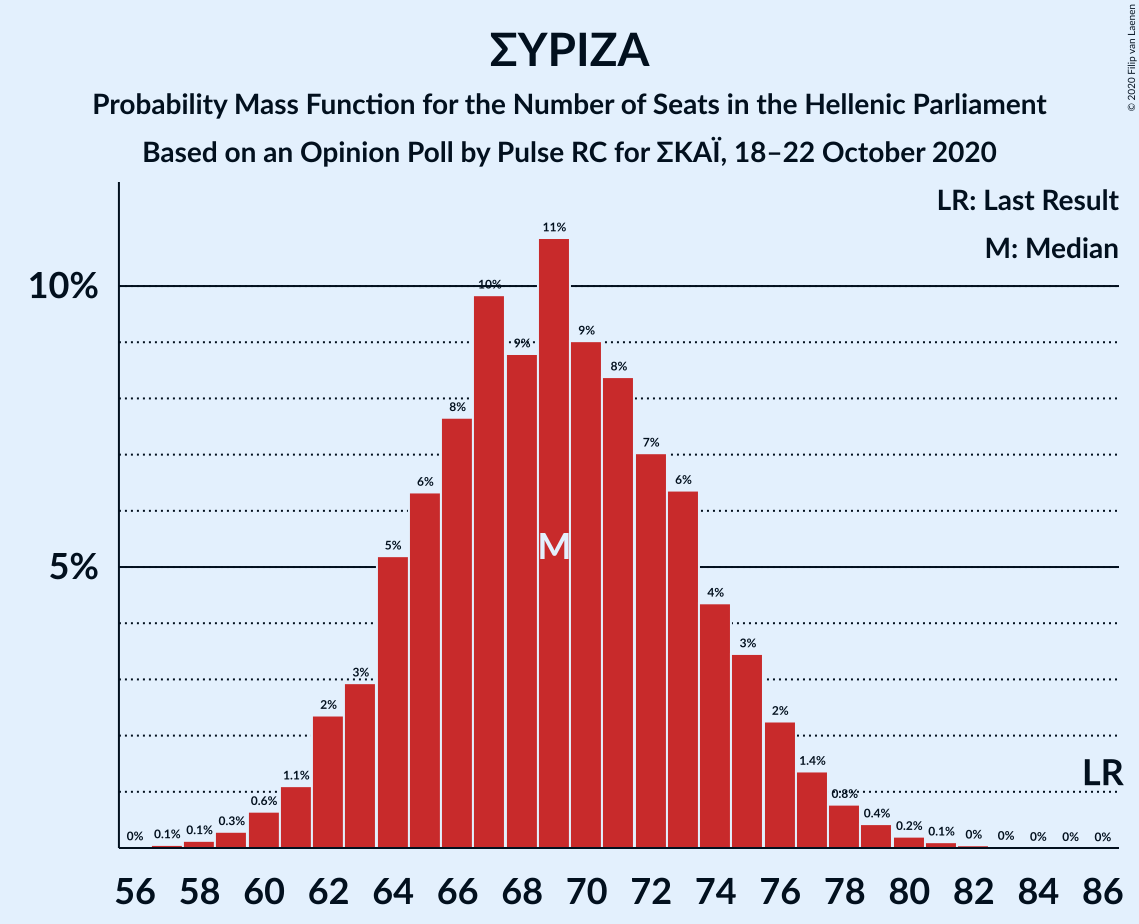 © 2020 Filip van Laenen
ΣΥΡΙΖΑ
Probability Mass Function for the Number of Seats in the Hellenic Parliament
Based on an Opinion Poll by Pulse RC for ΣΚΑΪ, 18–22 October 2020
LR: Last Result
M: Median
10%
5%
0% 0.1% 0.1% 0.3% 0.6% 1.1% 2% 3% 5% 6% 8% 10% 9% 11% 9% 8% 7% 6% 4% 3% 2% 1.4% 0.8% 0.4% 0.2% 0.1% 0% 0% 0% 0% 0%
M
LR
56 58 60 62 64 66 68 70 72 74 76 78 80 82 84 86